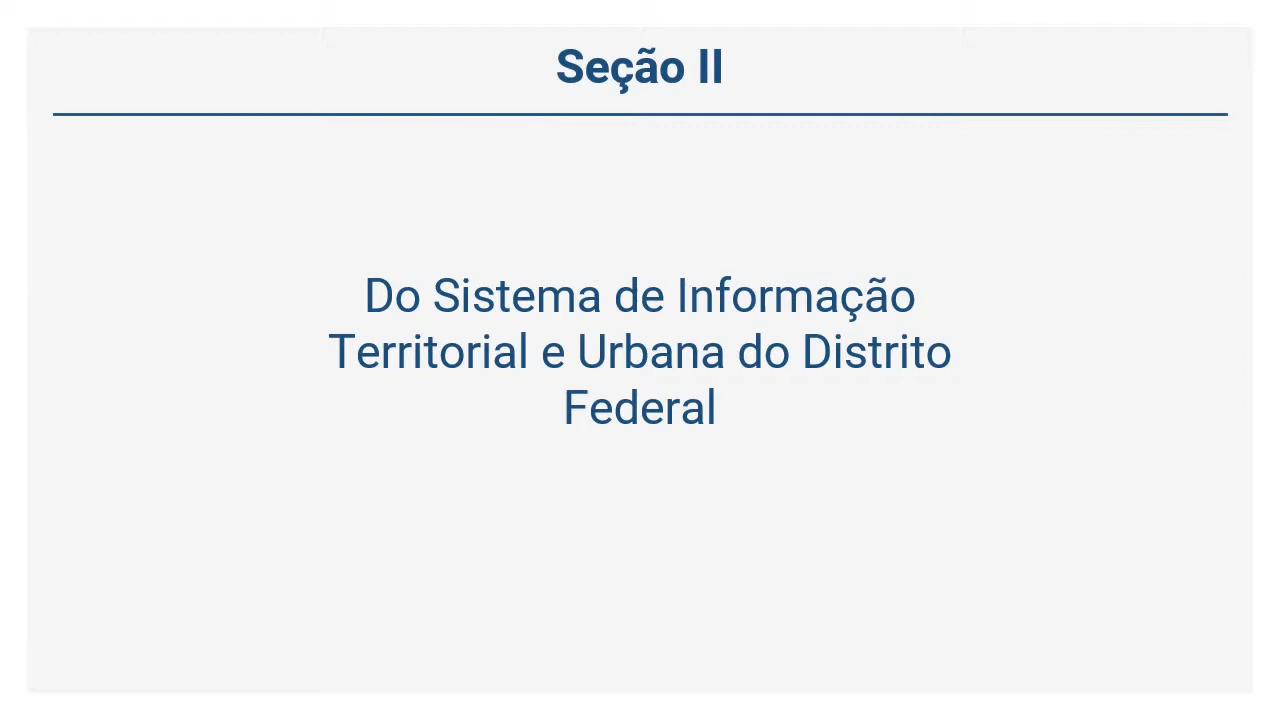 Seção II
Do Sistema de Informação
Territorial e Urbana do Distrito
Federal